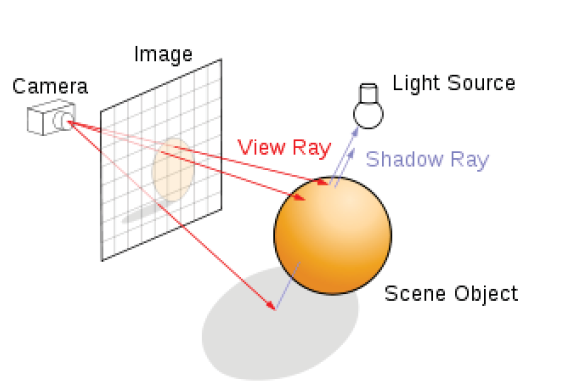 Image
Camera
Light Source
View Ray
Shadow Ray
Scene Object